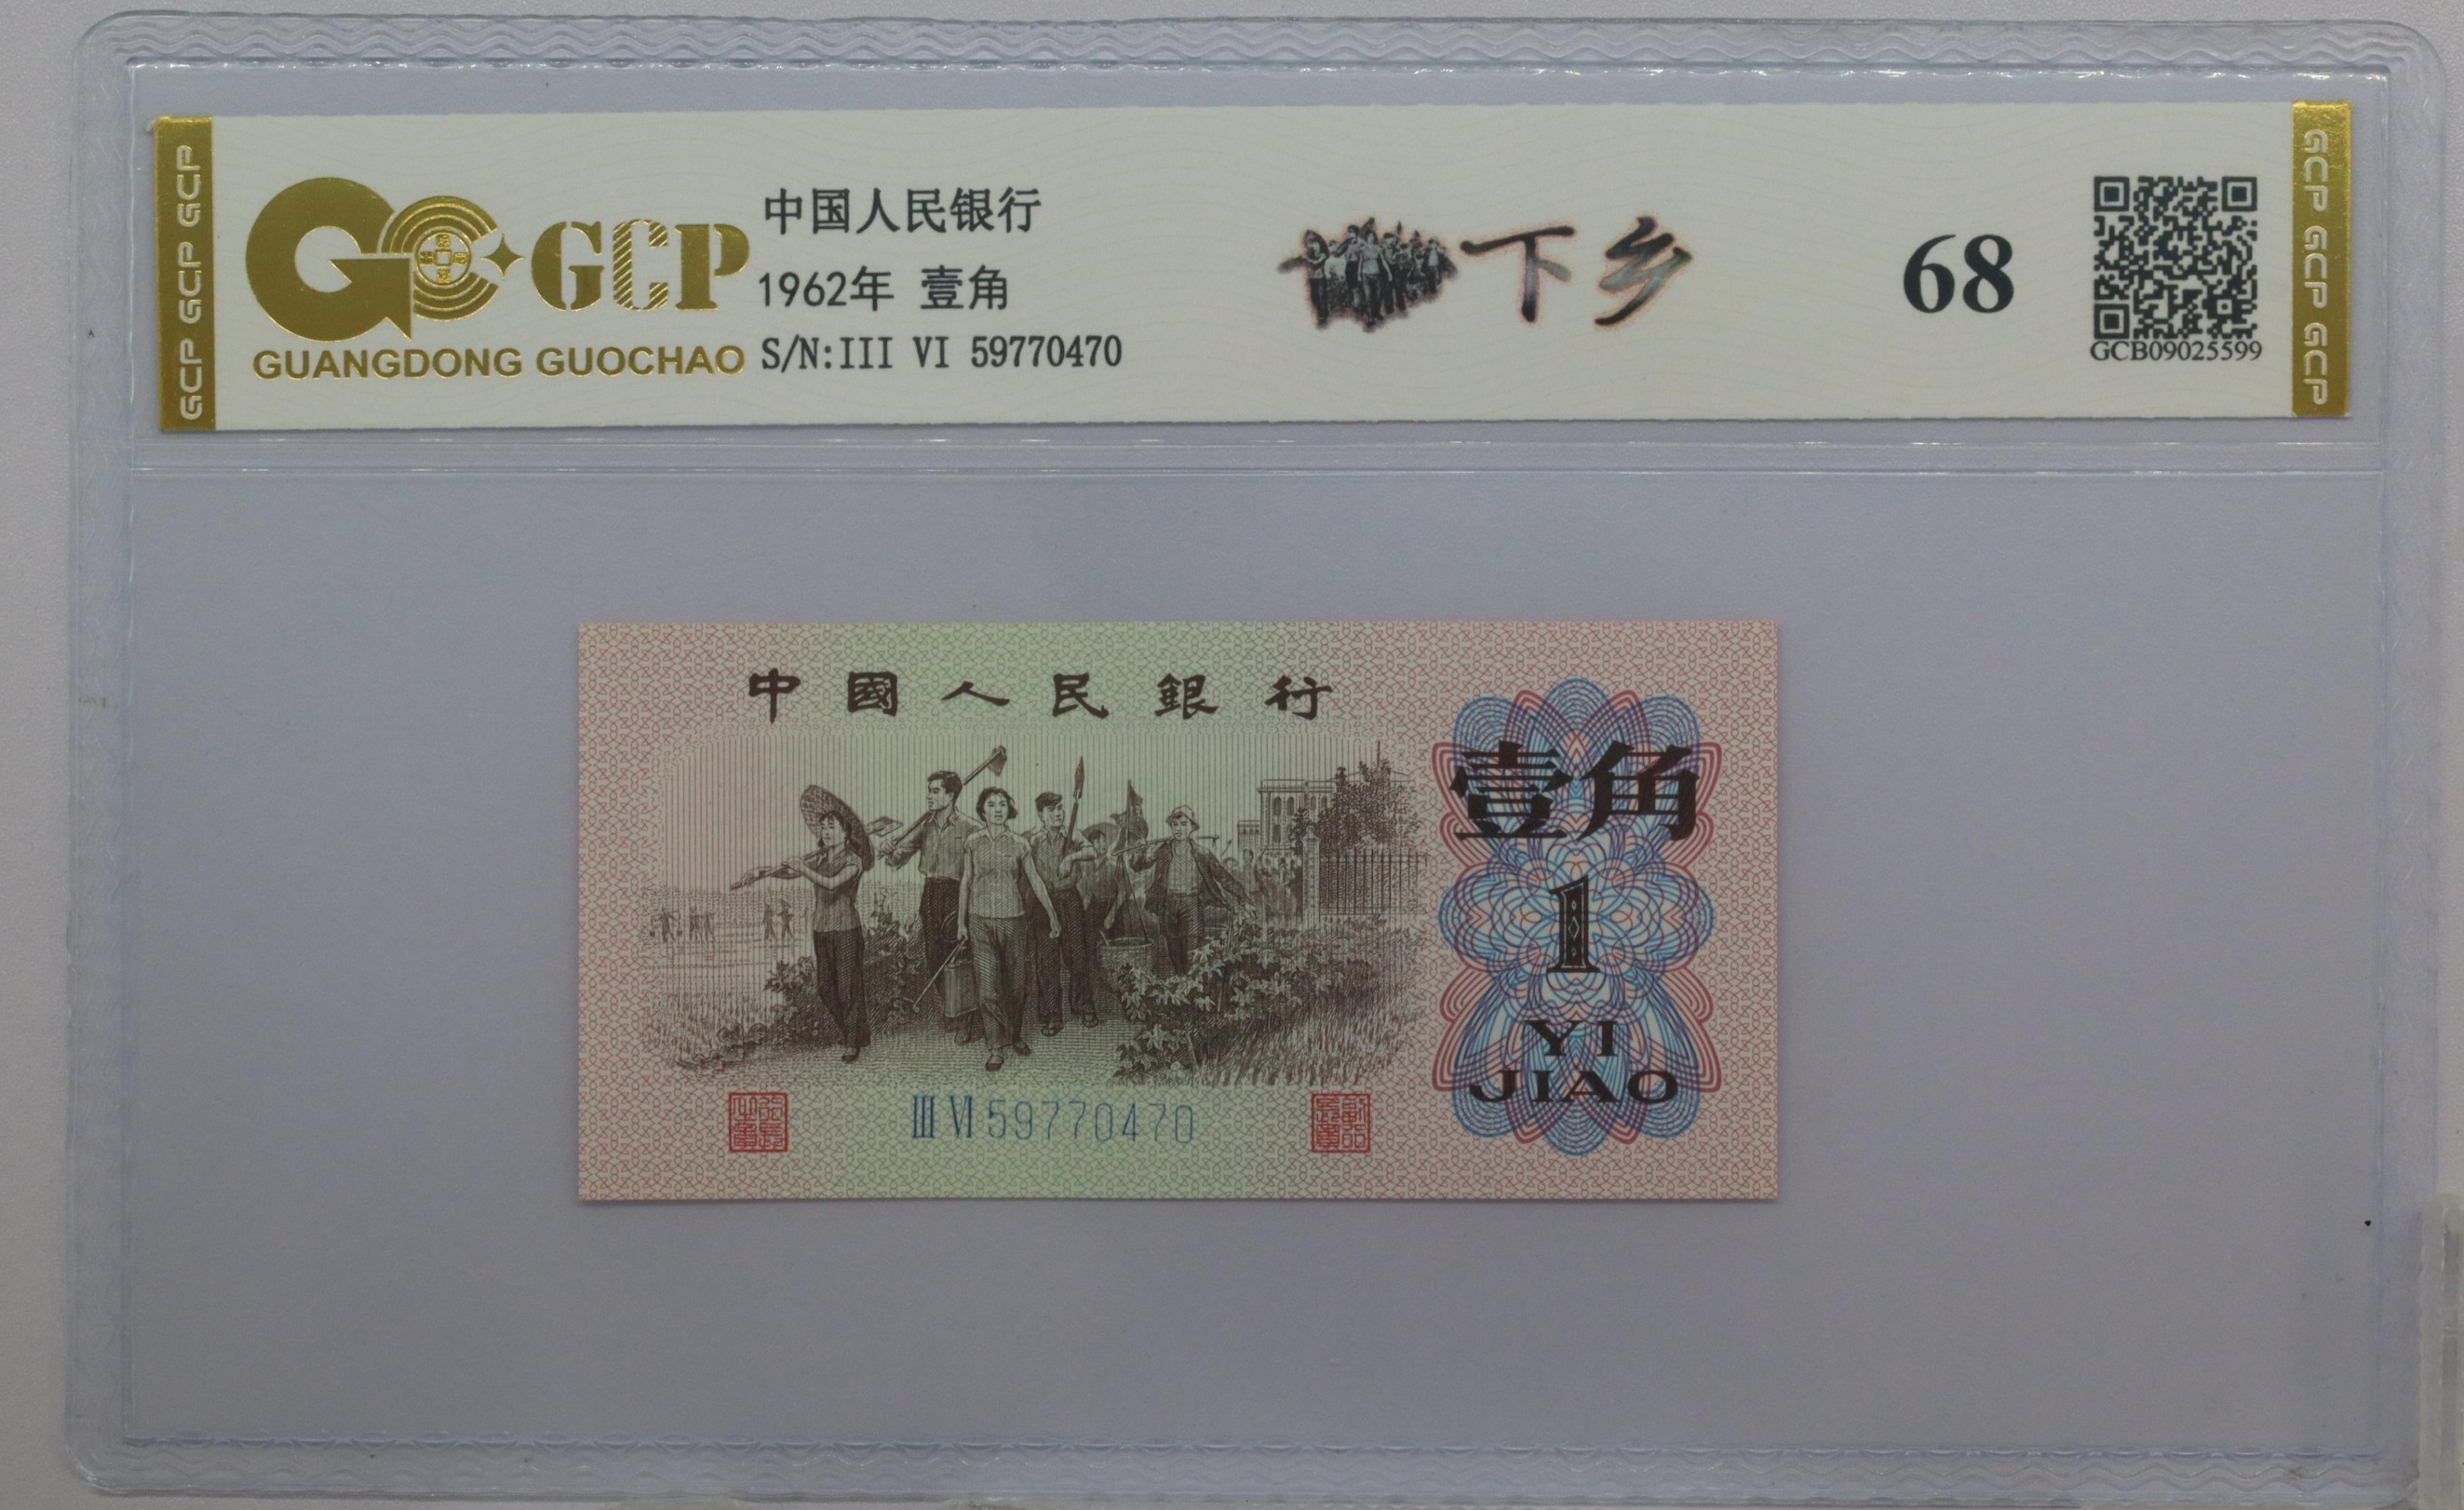 GCP GCP GCP
GCP
GUANGDONG GUOCHAO
中国人民银行
1962年 壹角
S/N:III VI 59770470
下乡
68
GCB09025599
GCP GCP GCP
中國人民銀行
壹角
1
YI
JIAO
III VI 59770470